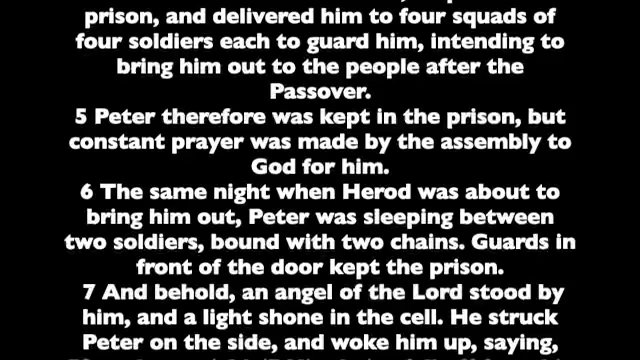 prison, and delivered him to four squads of
four soldiers each to guard him, intending to
bring him out to the people after the
Passover.
5 Peter therefore was kept in the prison, but
constant prayer was made by the assembly to
God for him.
6 The same night when Herod was about to
bring him out, Peter was sleeping between
two soldiers, bound with two chains. Guards in
front of the door kept the prison.
7 And behold, an angel of the Lord stood by
him, and a light shone in the cell. He struck
Peter on the side, and woke him up, saying,